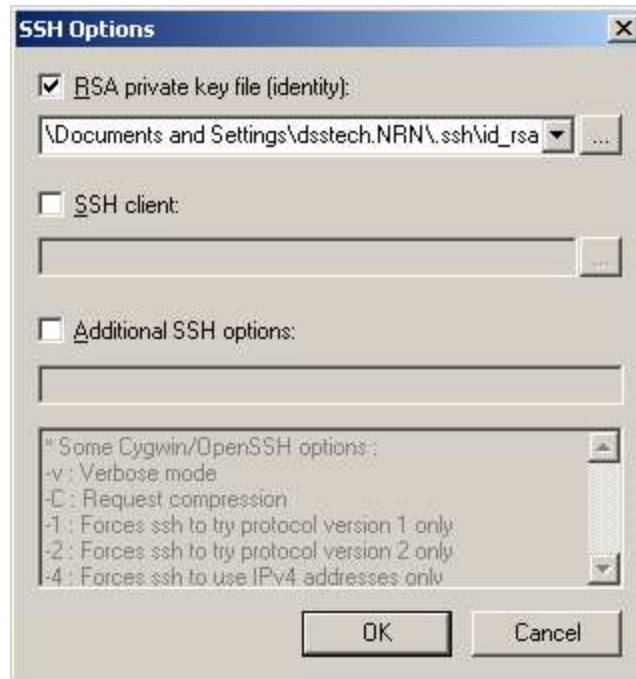 SSH Options
RSA private key file (identity):
\Documents and Settings\dsstech.NRN\.ssh\id_rsa
...
SSH client:
...
Additional SSH options:
* Some Cygwin/OpenSSH options :
-v : Verbose mode
-C : Request compression
-1 : Forces ssh to try protocol version 1 only
-2 : Forces ssh to try protocol version 2 only
-4 : Forces ssh to use IPv4 addresses only
OK
Cancel